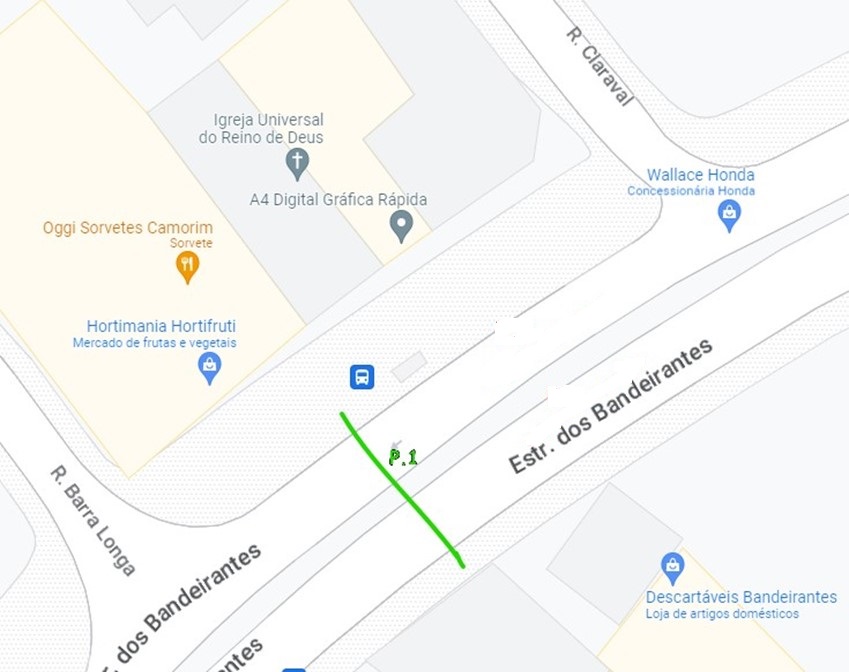 R. Claraval
Igreja Universal
do Reino de Deus
Wallace Honda
Concessionária Honda
A4 Digital Gráfica Rápida
Oggi Sorvetes Camorim
Sorvete
Hortimania Hortifruti
Mercado de frutas e vegetais
Estr. dos Bandeirantes
P.1
R. Barra Longa
r. dos Bandeirantes
antes
Descartáveis Bandeirantes
Loja de artigos domésticos